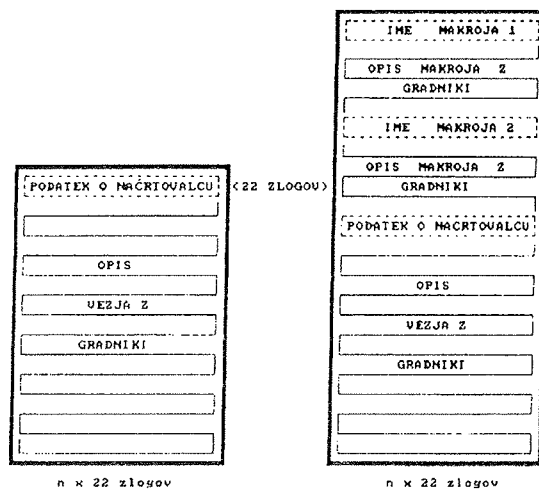 PODATEK O NAČRTOVALCU
OPIS
VEZJA Z
GRADNIKI
n x 22 zlogov
<22 ZLOGOV>
IME MAKROJA 1
OPIS MAKROJA Z
GRADNIKI
IME MAKROJA 2
OPIS MAKROJA Z
GRADNIKI
PODATEK O NACRTOVALCU
OPIS
VEZJA Z
GRADNIKI
n x 22 zlogov